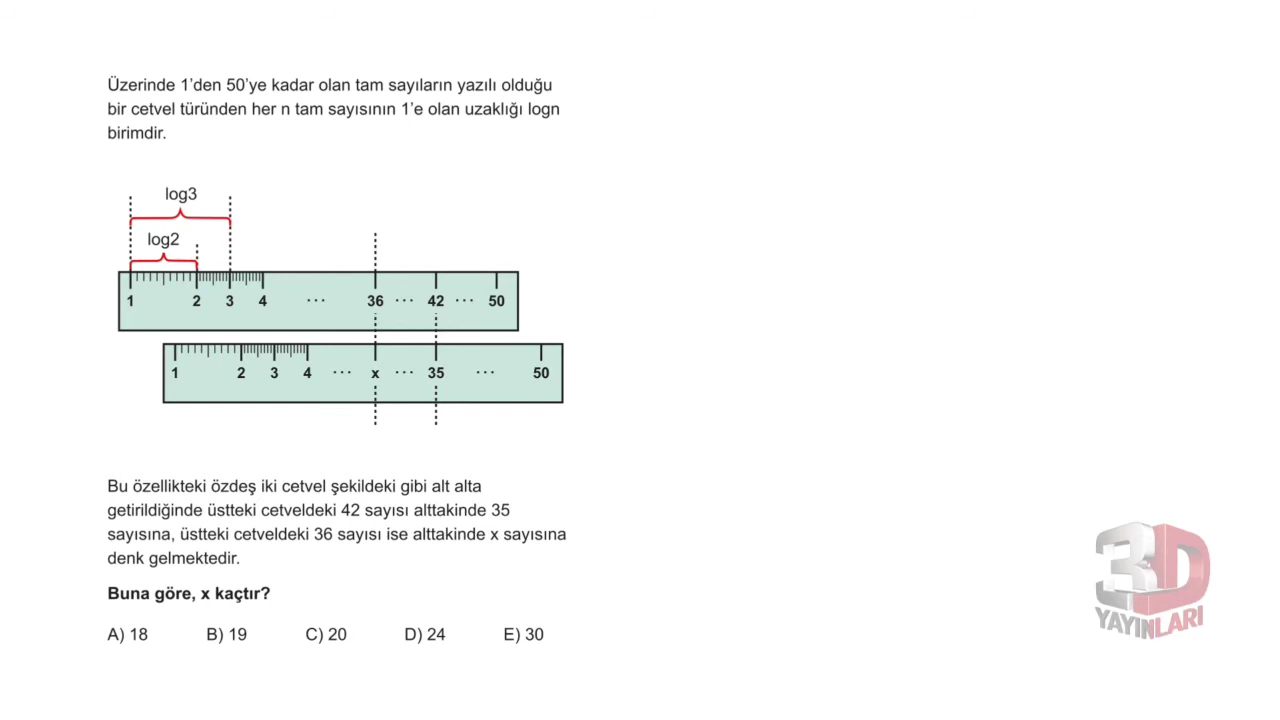 Üzerinde 1'den 50'ye kadar olan tam sayıların yazılı olduğu
bir cetvel türünden her n tam sayısının 1'e olan uzaklığı logn
birimdir.
log3
log2
1 2 3 4 ··· 36 ··· 42 ··· 50
1 2 3 4 ··· x ··· 35 ··· 50
Bu özellikteki özdeş iki cetvel şekildeki gibi alt alta
getirildiğinde üstteki cetveldeki 42 sayısı alttakinde 35
sayısına, üstteki cetveldeki 36 sayısı ise alttakinde x sayısına
denk gelmektedir.
Buna göre, x kaçtır?
A) 18 B) 19 C) 20 D) 24 E) 30
3D
YAYINLARI